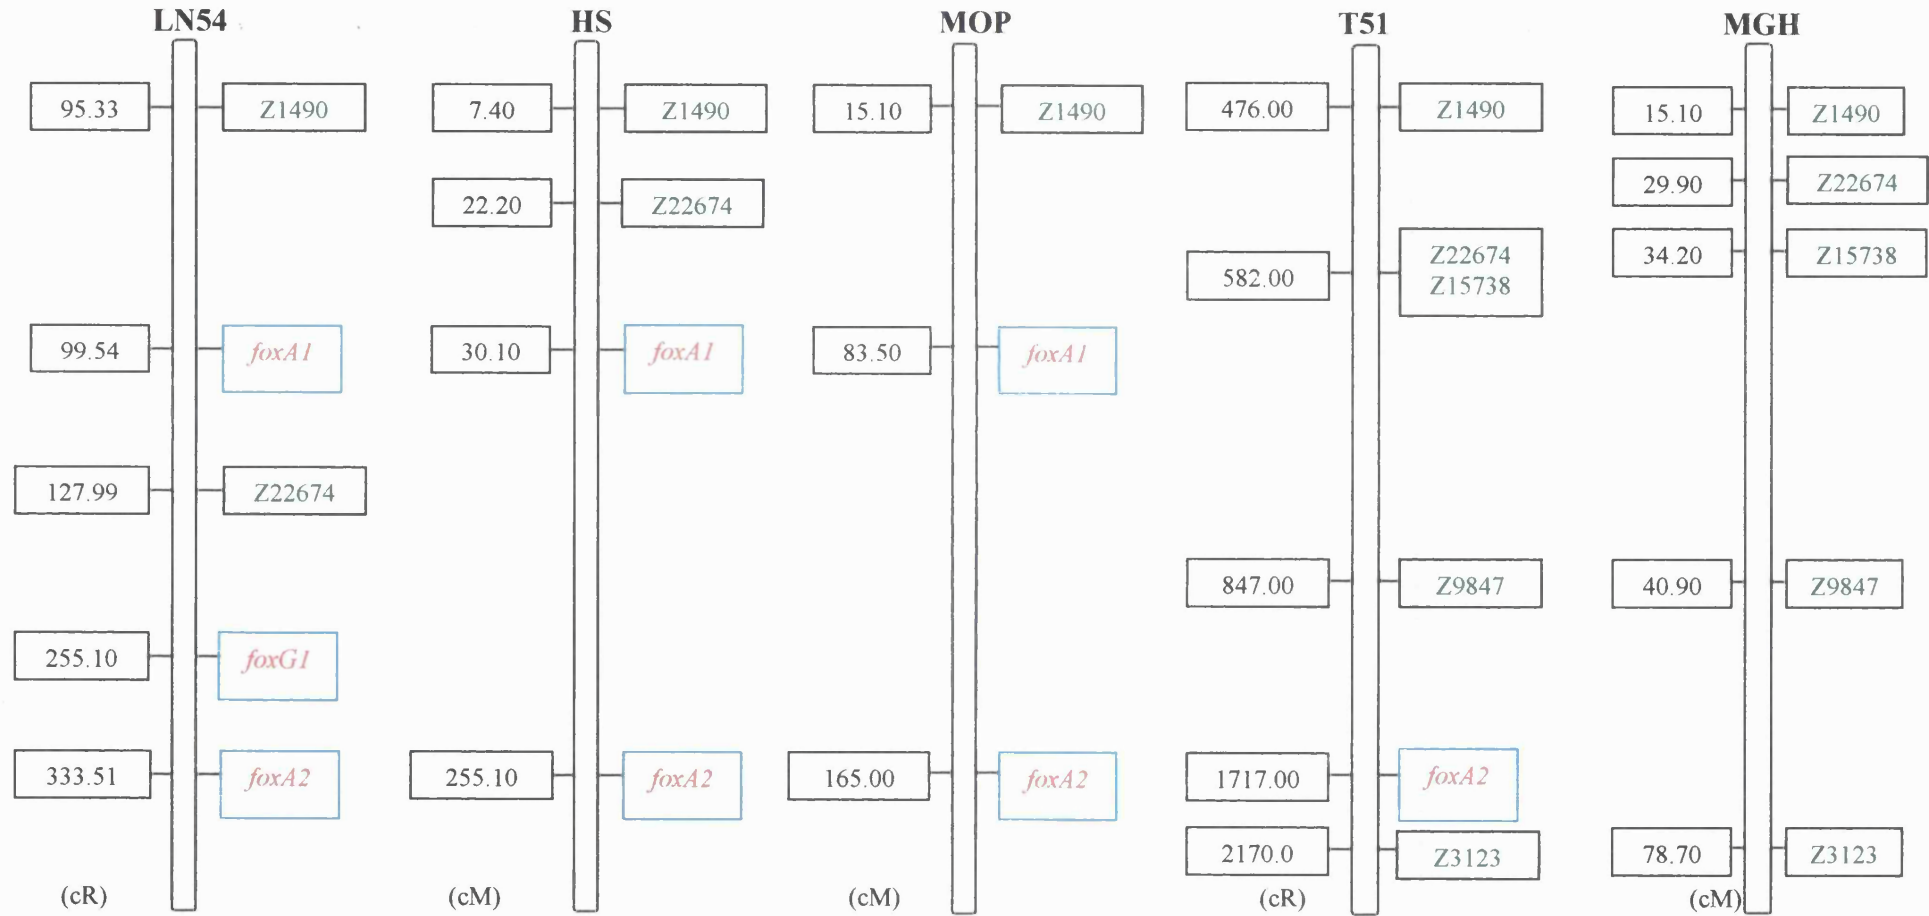 LN54
95.33
Z1490
99.54
foxA1
127.99
Z22674
255.10
foxG1
333.51
foxA2
(cR)
HS
7.40
Z1490
22.20
Z22674
30.10
foxA1
255.10
foxA2
(cM)
MOP
15.10
Z1490
83.50
foxA1
165.00
foxA2
(cM)
T51
476.00
Z1490
582.00
Z22674
Z15738
847.00
Z9847
1717.00
foxA2
2170.0
Z3123
(cR)
MGH
15.10
Z1490
29.90
Z22674
34.20
Z15738
40.90
Z9847
78.70
Z3123
(cM)